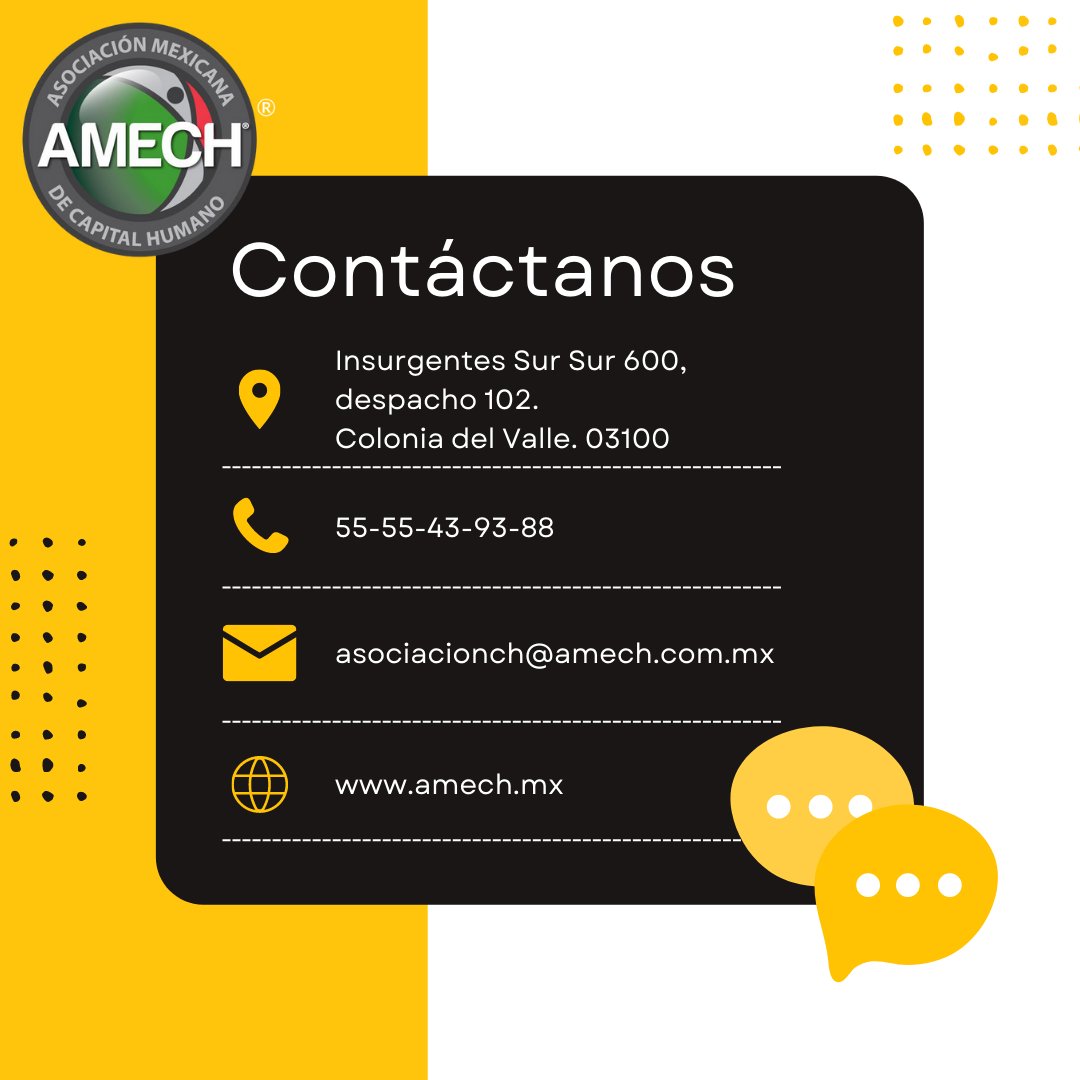 ASOCIACIÓN MEXICANA
AMECH®
DE CAPITAL HUMANO
®
Contáctanos
Insurgentes Sur Sur 600,
despacho 102.
Colonia del Valle. 03100
55-55-43-93-88
asociacionch@amech.com.mx
www.amech.mx